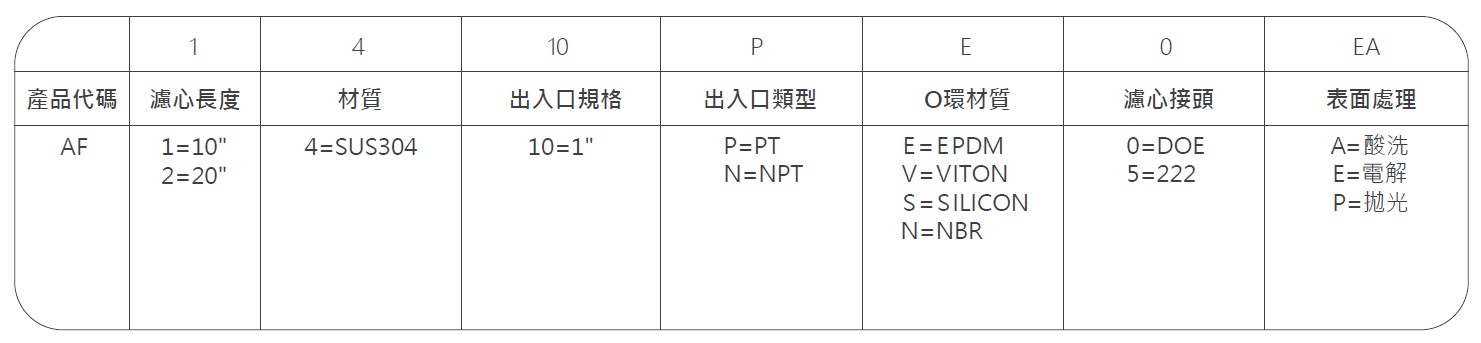 1 4 10 P E 0 EA
產品代碼 濾心長度 材質 出入口規格 出入口類型 O環材質 濾心接頭 表面處理
AF 1=10" 4=SUS304 10=1" P=PT E=EPDM 0=DOE A=酸洗
2=20" N=NPT V=VITON 5=222 E=電解
S=SILICON P=拋光
N=NBR